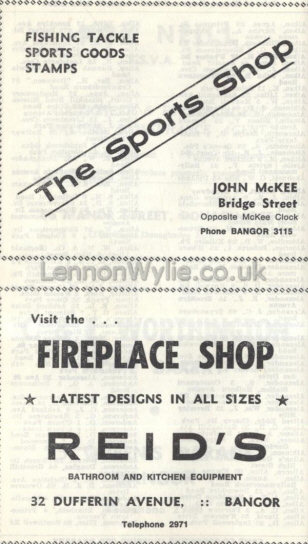 FISHING TACKLE
SPORTS GOODS
STAMPS
The Sports Shop
JOHN McKEE
Bridge Street
Opposite McKee Clock
Phone BANGOR 3115
LennonWylie.co.uk
Visit the . . .
FIREPLACE SHOP
★ LATEST DESIGNS IN ALL SIZES ★
REID'S
BATHROOM AND KITCHEN EQUIPMENT
32 DUFFERIN AVENUE, :: BANGOR
Telephone 2971